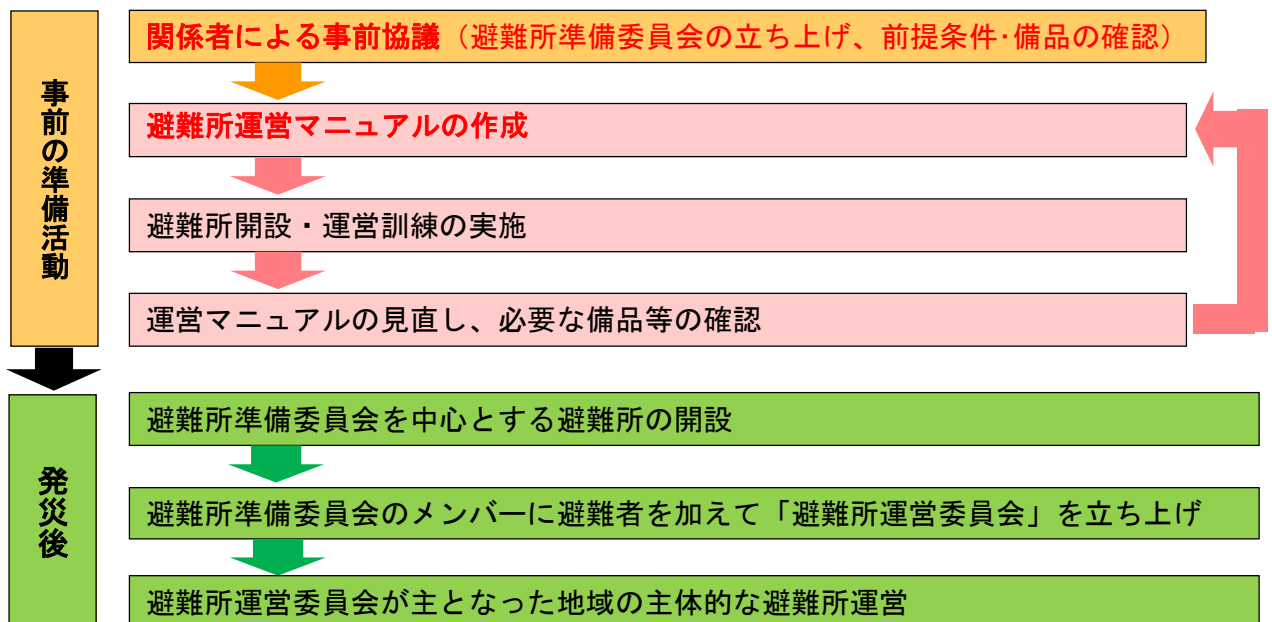 事前の準備活動
関係者による事前協議（避難所準備委員会の立ち上げ、前提条件･備品の確認）
避難所運営マニュアルの作成
避難所開設・運営訓練の実施
運営マニュアルの見直し、必要な備品等の確認
発災後
避難所準備委員会を中心とする避難所の開設
避難所準備委員会のメンバーに避難者を加えて「避難所運営委員会」を立ち上げ
避難所運営委員会が主となった地域の主体的な避難所運営